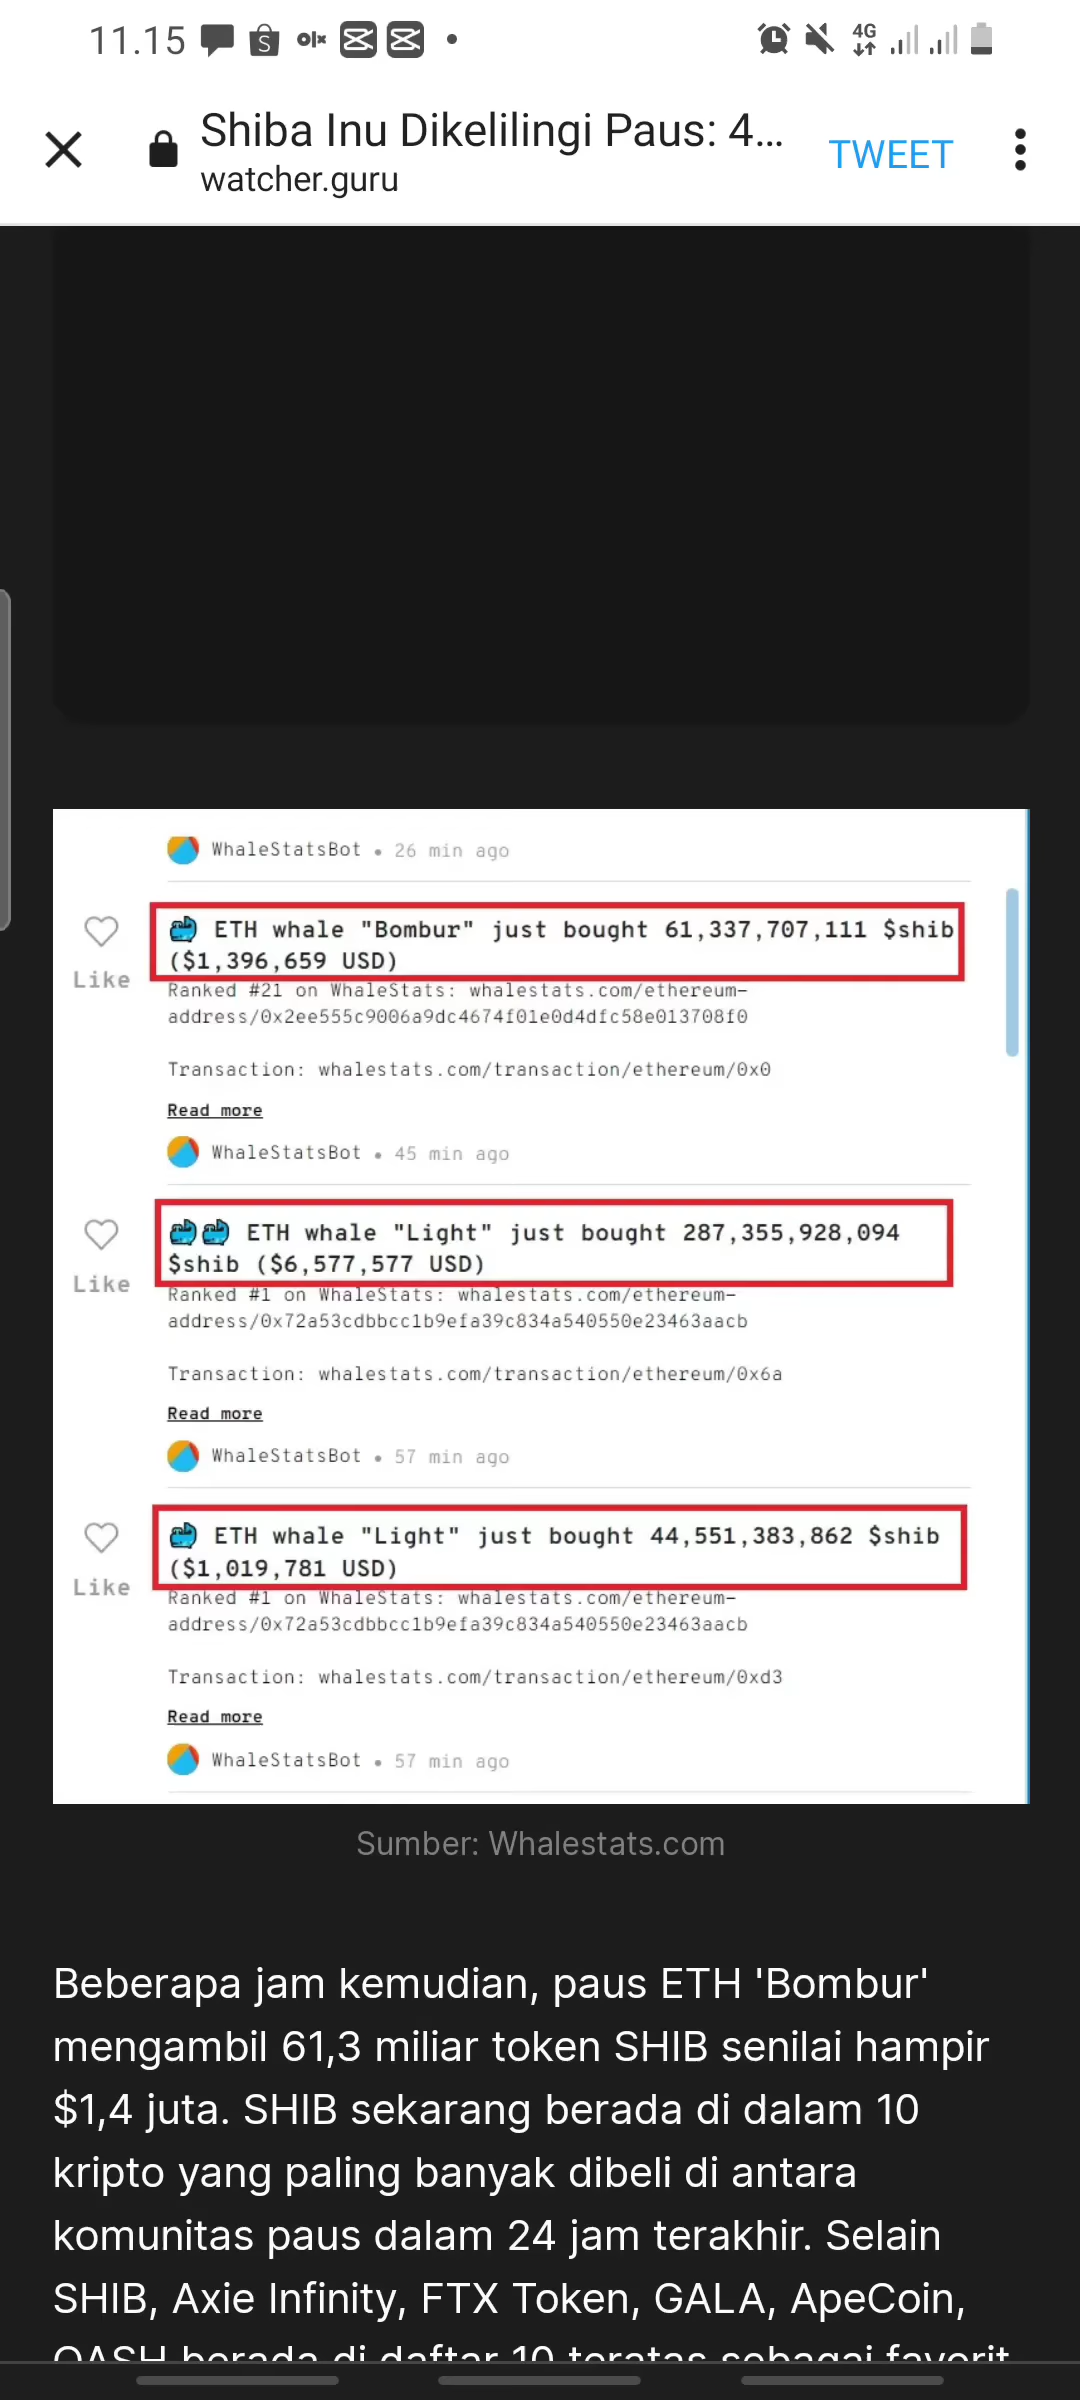 11.15
4G
Shiba Inu Dikelilingi Paus: 4...
watcher.guru
TWEET
WhaleStatsBot • 26 min ago
ETH whale "Bombur" just bought 61,337,707,111 $shib
($1,396,659 USD)
Like
Ranked #21 on WhaleStats: whalestats.com/ethereum-
address/0x2ee555c9006a9dc4674f01e0d4dfc58e013708f0
Transaction: whalestats.com/transaction/ethereum/0x0
Read more
WhaleStatsBot • 45 min ago
ETH whale "Light" just bought 287,355,928,094
$shib ($6,577,577 USD)
Like
Ranked #1 on WhaleStats: whalestats.com/ethereum-
address/0x72a53cdbbcc1b9efa39c834a540550e23463aacb
Transaction: whalestats.com/transaction/ethereum/0x6a
Read more
WhaleStatsBot • 57 min ago
ETH whale "Light" just bought 44,551,383,862 $shib
($1,019,781 USD)
Like
Ranked #1 on WhaleStats: whalestats.com/ethereum-
address/0x72a53cdbbcc1b9efa39c834a540550e23463aacb
Transaction: whalestats.com/transaction/ethereum/0xd3
Read more
WhaleStatsBot • 57 min ago
Sumber: Whalestats.com
Beberapa jam kemudian, paus ETH 'Bombur'
mengambil 61,3 miliar token SHIB senilai hampir
$1,4 juta. SHIB sekarang berada di dalam 10
kripto yang paling banyak dibeli di antara
komunitas paus dalam 24 jam terakhir. Selain
SHIB, Axie Infinity, FTX Token, GALA, ApeCoin,
berada di daftar 10 teratas sebagai favorit